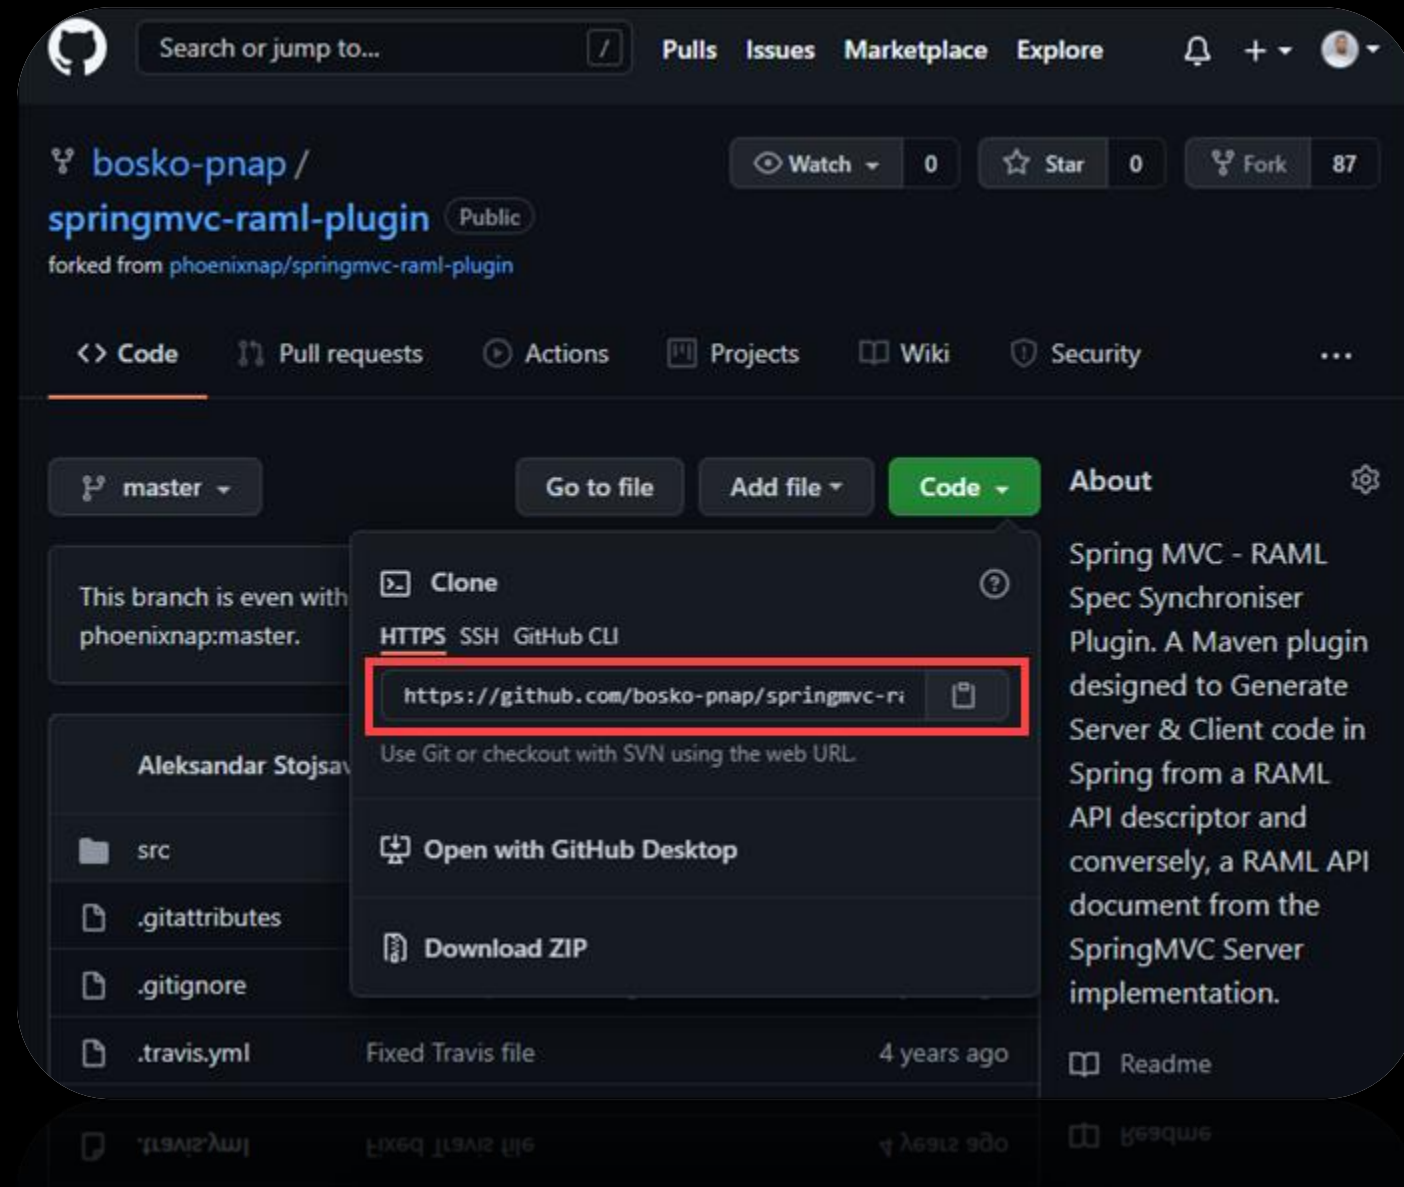 Search or jump to... /
Pulls Issues Marketplace Explore
bosko-pnap /
springmvc-raml-plugin Public
forked from phoenixnap/springmvc-raml-plugin
Watch 0 Star 0 Fork 87
<> Code Pull requests Actions Projects Wiki Security ...
master Go to file Add file Code
This branch is even with
phoenixnap:master.
Clone
HTTPS SSH GitHub CLI
https://github.com/bosko-pnap/springmvc-ra
Use Git or checkout with SVN using the web URL.
Open with GitHub Desktop
Download ZIP
Aleksandar Stojsav
src
.gitattributes
.gitignore
.travis.yml Fixed Travis file 4 years ago
About
Spring MVC - RAML
Spec Synchroniser
Plugin. A Maven plugin
designed to Generate
Server & Client code in
Spring from a RAML
API descriptor and
conversely, a RAML API
document from the
SpringMVC Server
implementation.
Readme